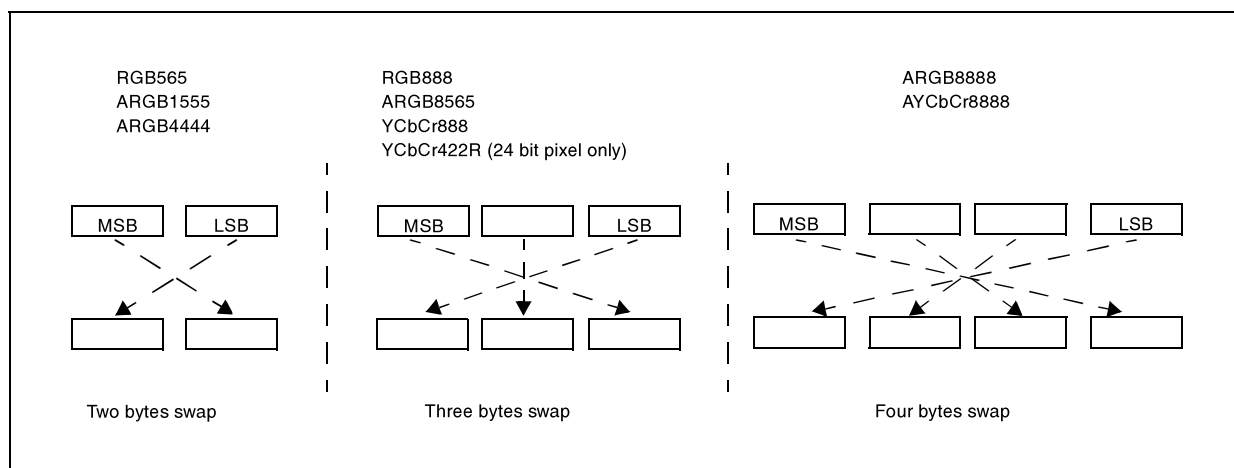 RGB565
ARGB1555
ARGB4444
RGB888
ARGB8565
YCbCr888
YCbCr422R (24 bit pixel only)
ARGB8888
AYCbCr8888
MSB LSB
MSB LSB
MSB LSB
Two bytes swap
Three bytes swap
Four bytes swap